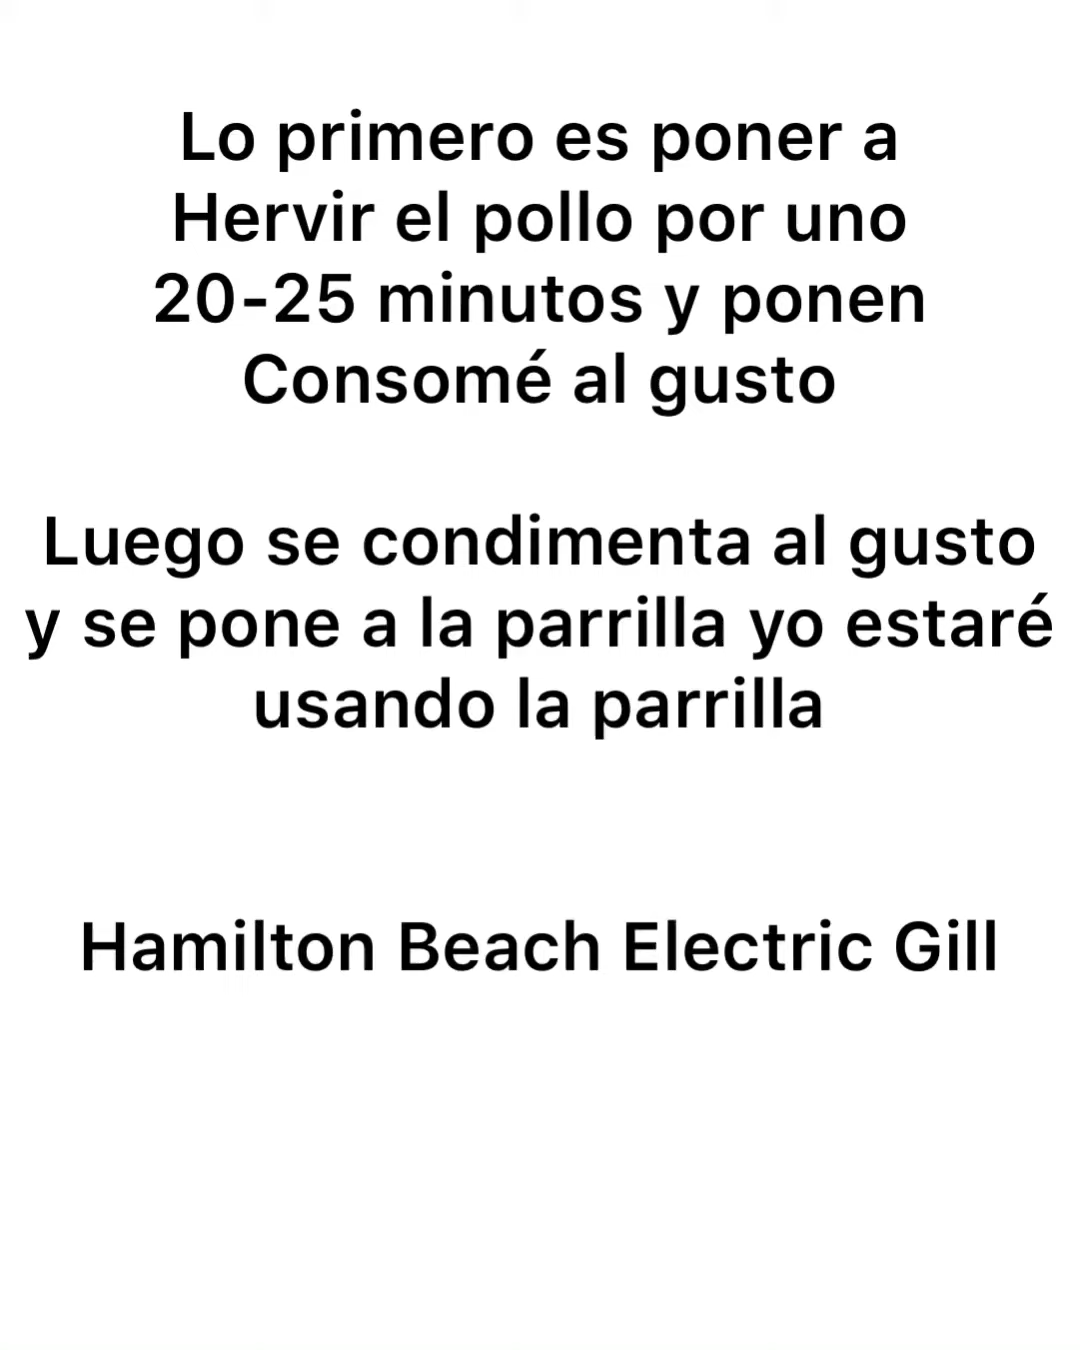 Lo primero es poner a
Hervir el pollo por uno
20-25 minutos y ponen
Consomé al gusto
Luego se condimenta al gusto
y se pone a la parrilla yo estaré
usando la parrilla
Hamilton Beach Electric Gill